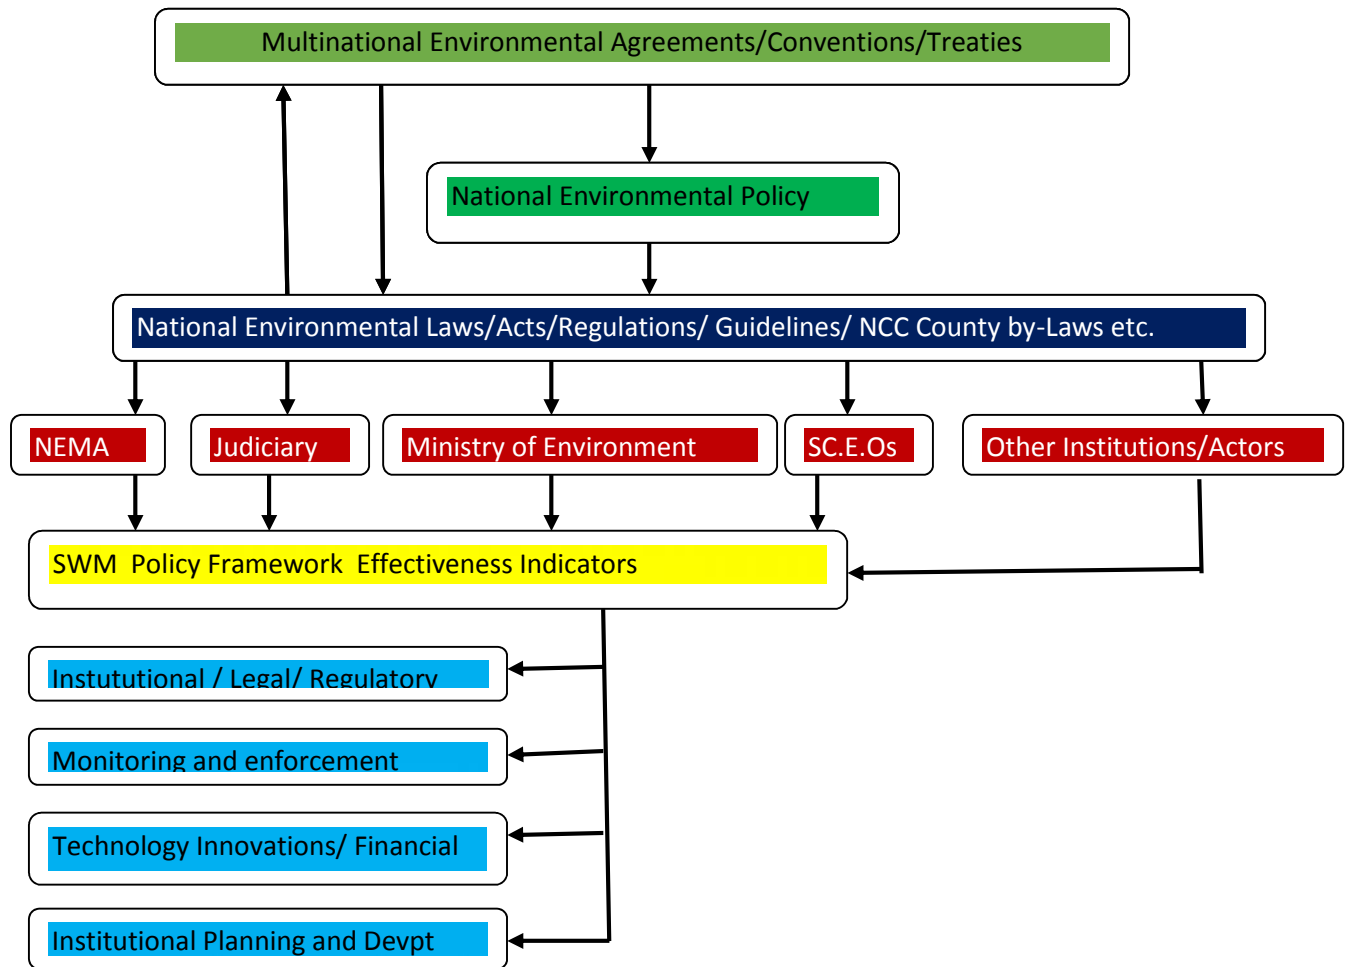 Multinational Environmental Agreements/Conventions/Treaties
National Environmental Policy
National Environmental Laws/Acts/Regulations/ Guidelines/ NCC County by-Laws etc.
NEMA
Judiciary
Ministry of Environment
SC.E.Os
Other Institutions/Actors
SWM Policy Framework Effectiveness Indicators
Instututional / Legal/ Regulatory
Monitoring and enforcement
Technology Innovations/ Financial
Institutional Planning and Devpt